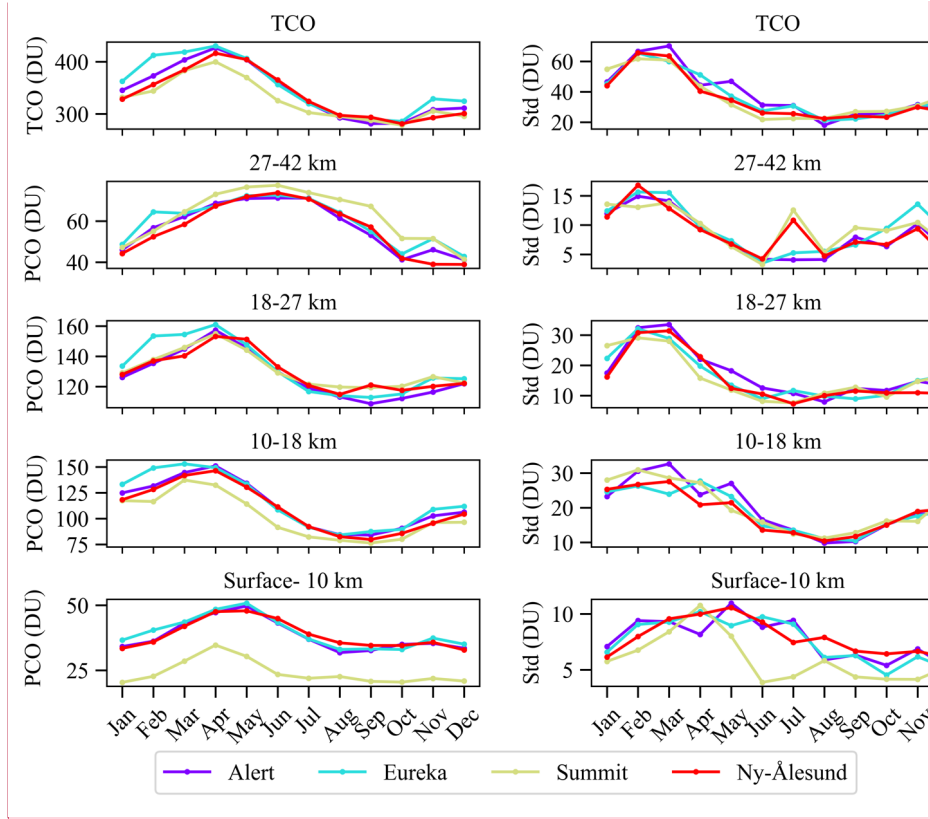 TCO
TCO (DU)
400
300
27-42 km
PCO (DU)
60
40
18-27 km
PCO (DU)
160
140
120
10-18 km
PCO (DU)
150
125
100
75
Surface- 10 km
PCO (DU)
50
25
Jan Feb Mar Apr May Jun Jul Aug Sep Oct Nov Dec
TCO
Std (DU)
60
40
20
27-42 km
Std (DU)
15
10
5
18-27 km
Std (DU)
30
20
10
10-18 km
Std (DU)
30
20
10
Surface-10 km
Std (DU)
10
5
Jan Feb Mar Apr May Jun Jul Aug Sep Oct Nov
Alert Eureka Summit Ny-Ålesund